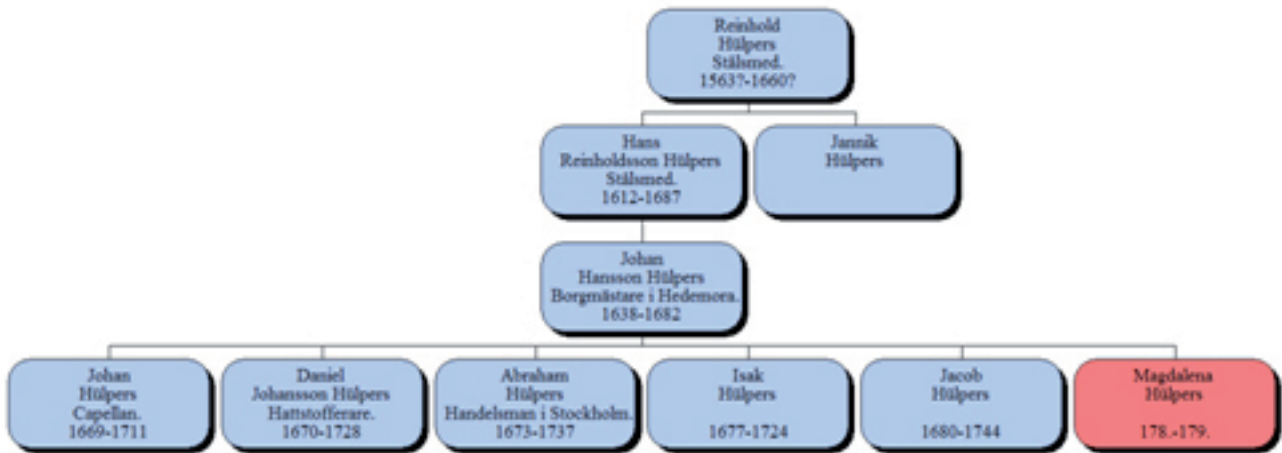 Reinhold
Hülpers
Stålsmed.
1563?-1660?
Hans
Reinholdsson Hülpers
Stålsmed.
1612-1687
Jannik
Hülpers
Johan
Hansson Hülpers
Borgmästare i Hedemora.
1638-1682
Johan
Hülpers
Capellan.
1669-1711
Daniel
Johansson Hülpers
Hattstofferare.
1670-1728
Abraham
Hülpers
Handelsman i Stockholm.
1673-1737
Isak
Hülpers
1677-1724
Jacob
Hülpers
1680-1744
Magdalena
Hülpers
178.-179.